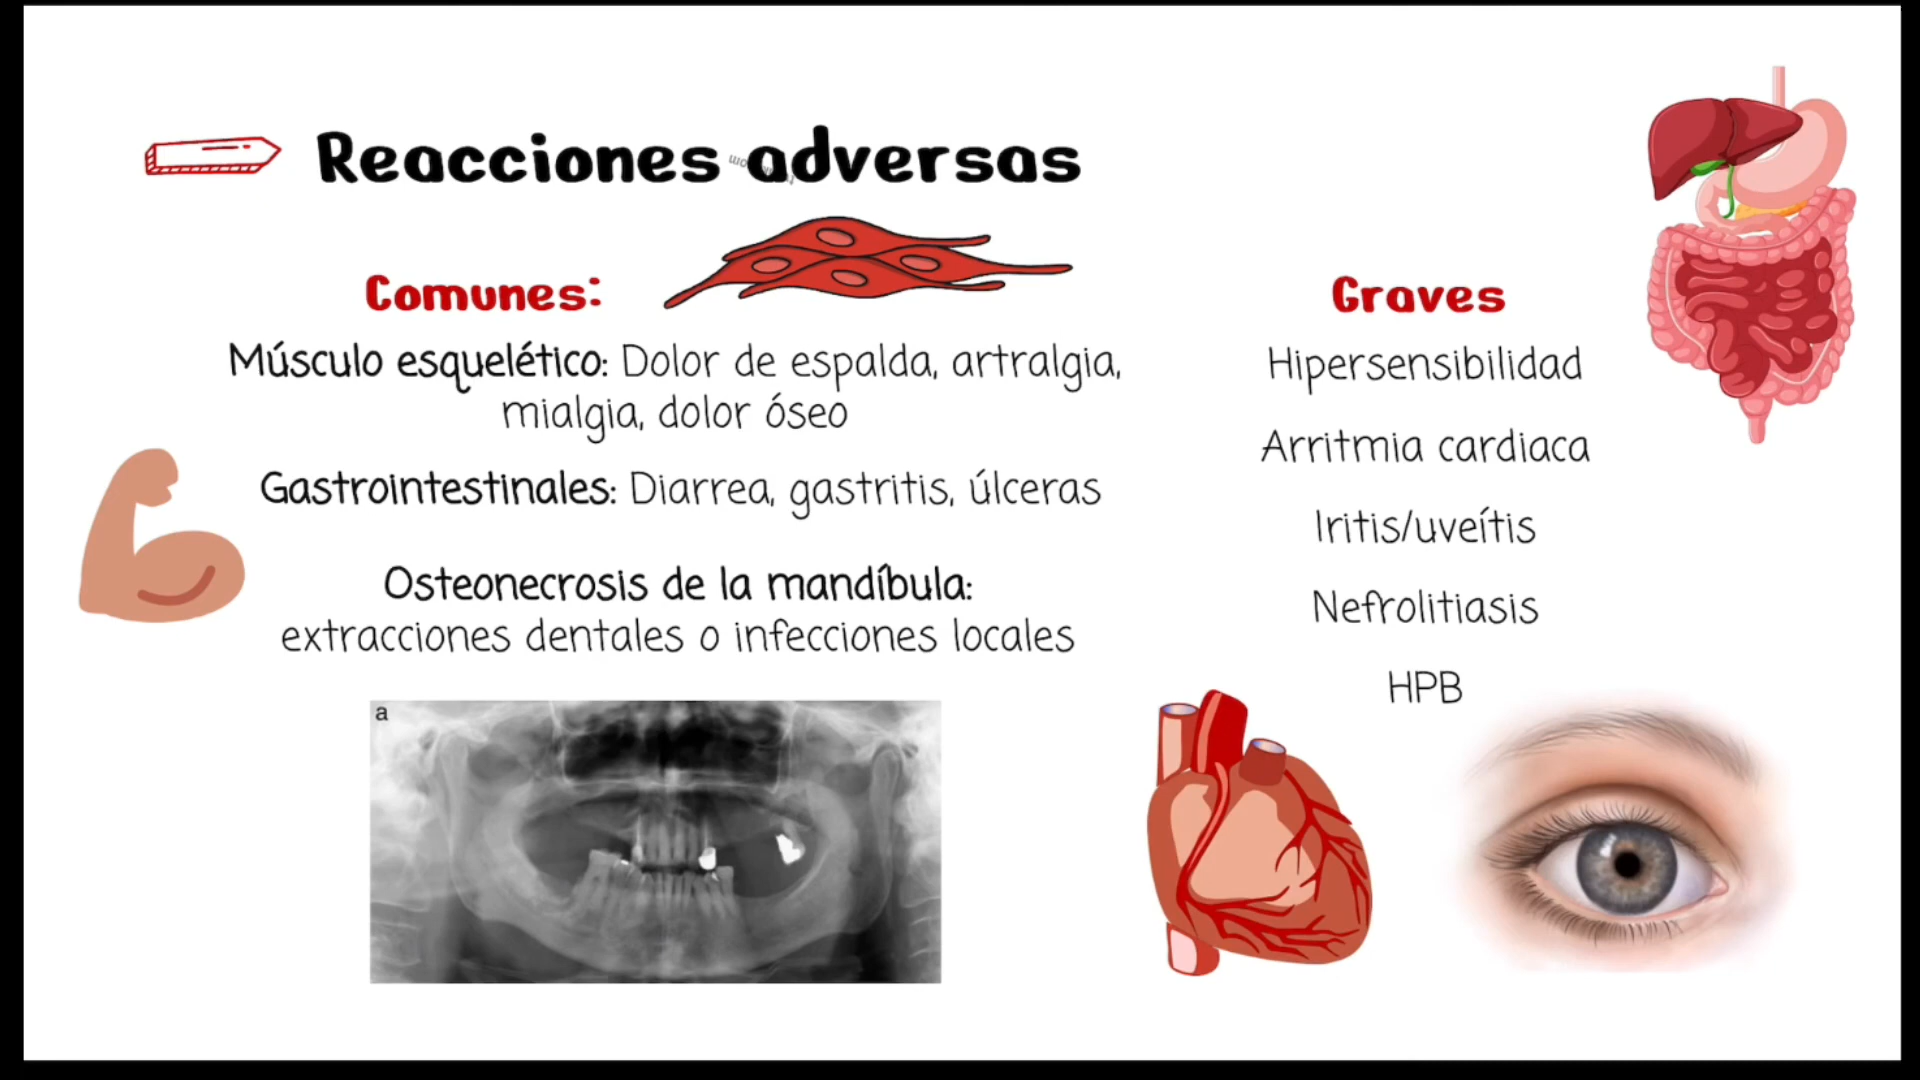 Reacciones adversas
Comunes:
Músculo esquelético: Dolor de espalda, artralgia,
mialgia, dolor óseo
Gastrointestinales: Diarrea, gastritis, úlceras
Osteonecrosis de la mandíbula:
extracciones dentales o infecciones locales
a
Graves
Hipersensibilidad
Arritmia cardiaca
Iritis/uveítis
Nefrolitiasis
HPB